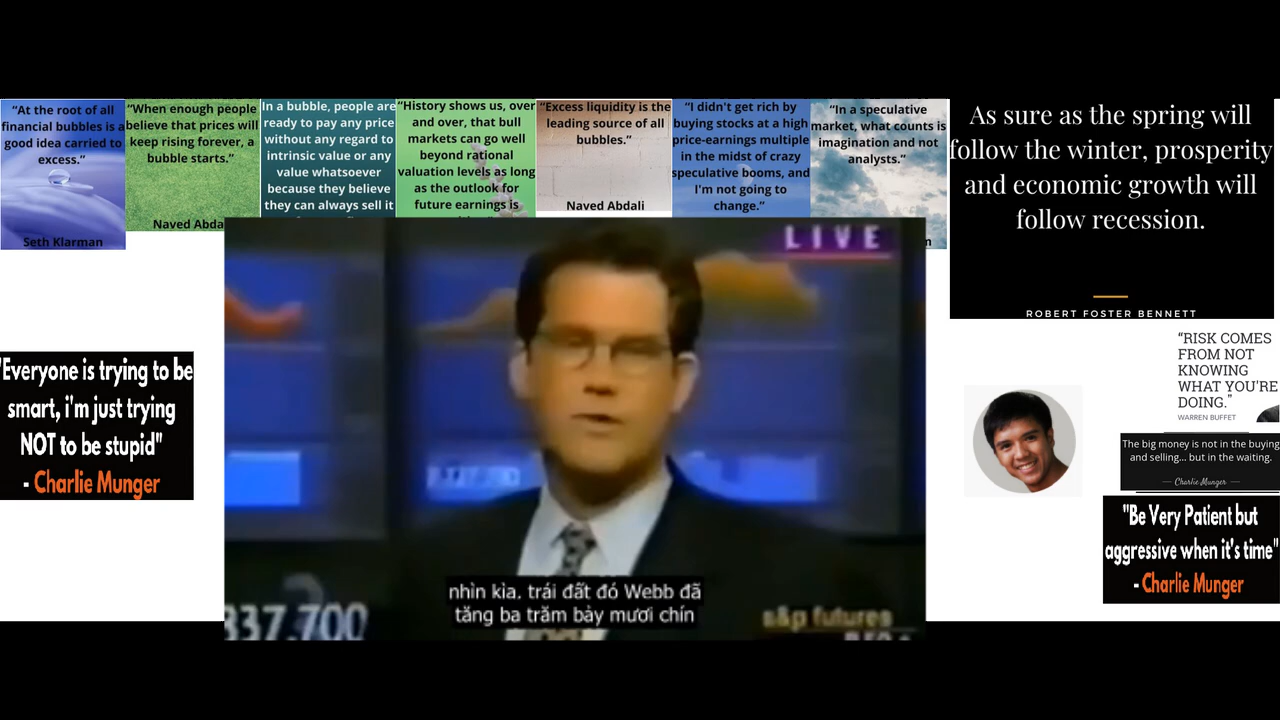 “At the root of all
financial bubbles is a
good idea carried to
excess.”
Seth Klarman
“When enough people
believe that prices will
keep rising forever, a
bubble starts.”
Naved Abda
In a bubble, people are
ready to pay any price
without any regard to
intrinsic value or any
value whatsoever
because they believe
they can always sell it
“History shows us, over
and over, that bull
markets can go well
beyond rational
valuation levels as long
as the outlook for
future earnings is
“Excess liquidity is the
leading source of all
bubbles.”
Naved Abdali
“I didn't get rich by
buying stocks at a high
price-earnings multiple
in the midst of crazy
speculative booms, and
I'm not going to
change.”
“In a speculative
market, what counts is
imagination and not
analysts.”
As sure as the spring will
follow the winter, prosperity
and economic growth will
follow recession.
ROBERT FOSTER BENNETT
LIVE
"Everyone is trying to be
smart, i'm just trying
NOT to be stupid"
- Charlie Munger
“RISK COMES
FROM NOT
KNOWING
WHAT YOU'RE
DOING.”
WARREN BUFFET
The big money is not in the buying
and selling... but in the waiting.
— Charlie Munger —
"Be Very Patient but
aggressive when it's time"
- Charlie Munger
nhìn kìa. trái đất đó Webb đã
tăng ba trăm bảy mươi chín
337.700
s&p futures